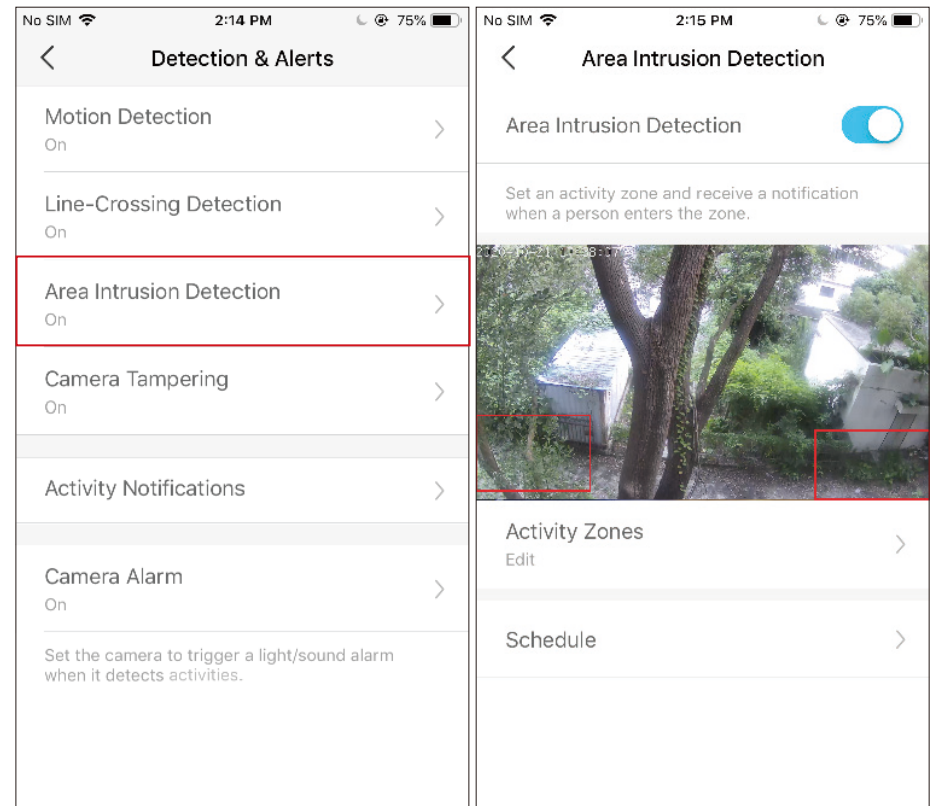 No SIM 2:14 PM 75%
Detection & Alerts
Motion Detection
On
Line-Crossing Detection
On
Area Intrusion Detection
On
Camera Tampering
On
Activity Notifications
Camera Alarm
On
Set the camera to trigger a light/sound alarm
when it detects activities.
No SIM 2:15 PM 75%
Area Intrusion Detection
Area Intrusion Detection
Set an activity zone and receive a notification
when a person enters the zone.
Activity Zones
Edit
Schedule